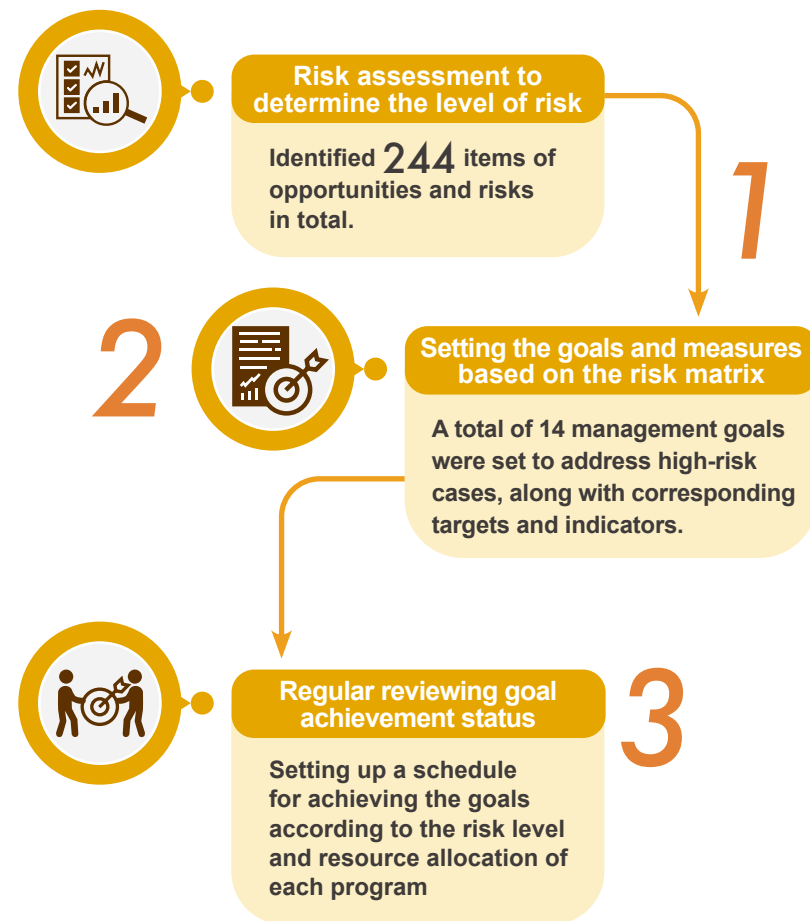 Risk assessment to
determine the level of risk
Identified 244 items of
opportunities and risks
in total.
1
2
Setting the goals and measures
based on the risk matrix
A total of 14 management goals
were set to address high-risk
cases, along with corresponding
targets and indicators.
Regular reviewing goal
achievement status
3
Setting up a schedule
for achieving the goals
according to the risk level
and resource allocation of
each program